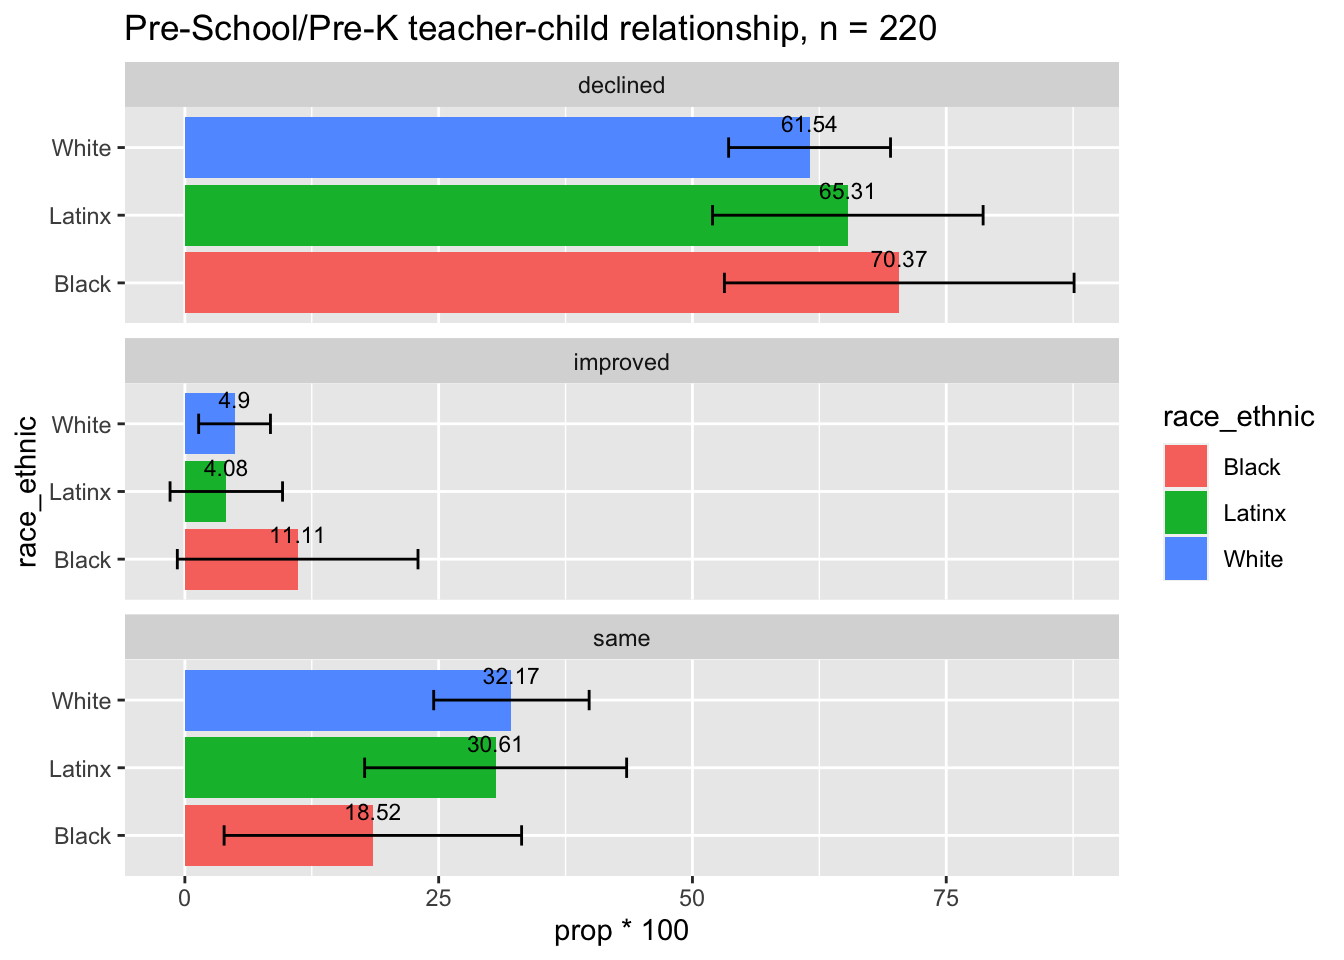 Pre-School/Pre-K teacher-child relationship, n = 220
declined
White
61.54
Latinx
65.31
Black
70.37
improved
White
4.9
Latinx
4.08
Black
11.11
same
White
32.17
Latinx
30.61
Black
18.52
0 25 50 75
prop * 100
race_ethnic
race_ethnic
Black
Latinx
White